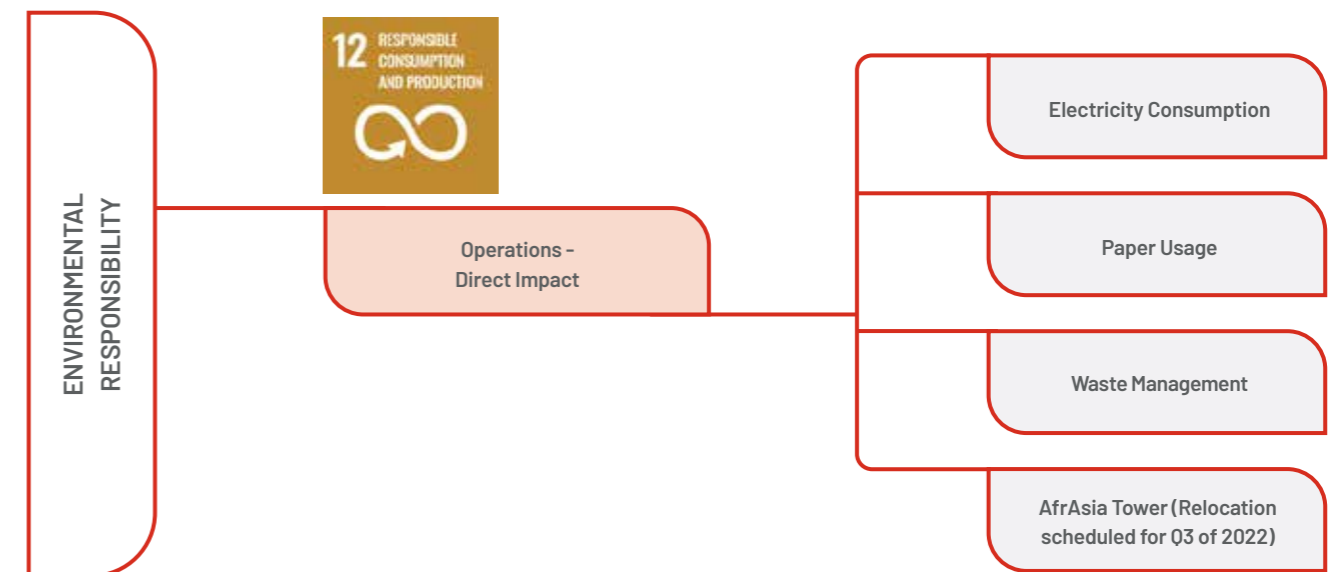 ENVIRONMENTAL
RESPONSIBILITY
12 RESPONSIBLE
CONSUMPTION
AND PRODUCTION
Operations -
Direct Impact
Electricity Consumption
Paper Usage
Waste Management
AfrAsia Tower (Relocation
scheduled for Q3 of 2022)